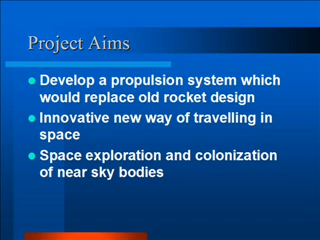 Project Aims
Develop a propulsion system which
would replace old rocket design
Innovative new way of travelling in
space
Space exploration and colonization
of near sky bodies